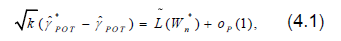 √k(γ̂*_POT − γ̂_POT) = L̃(W_n*) + o_P(1), (4.1)